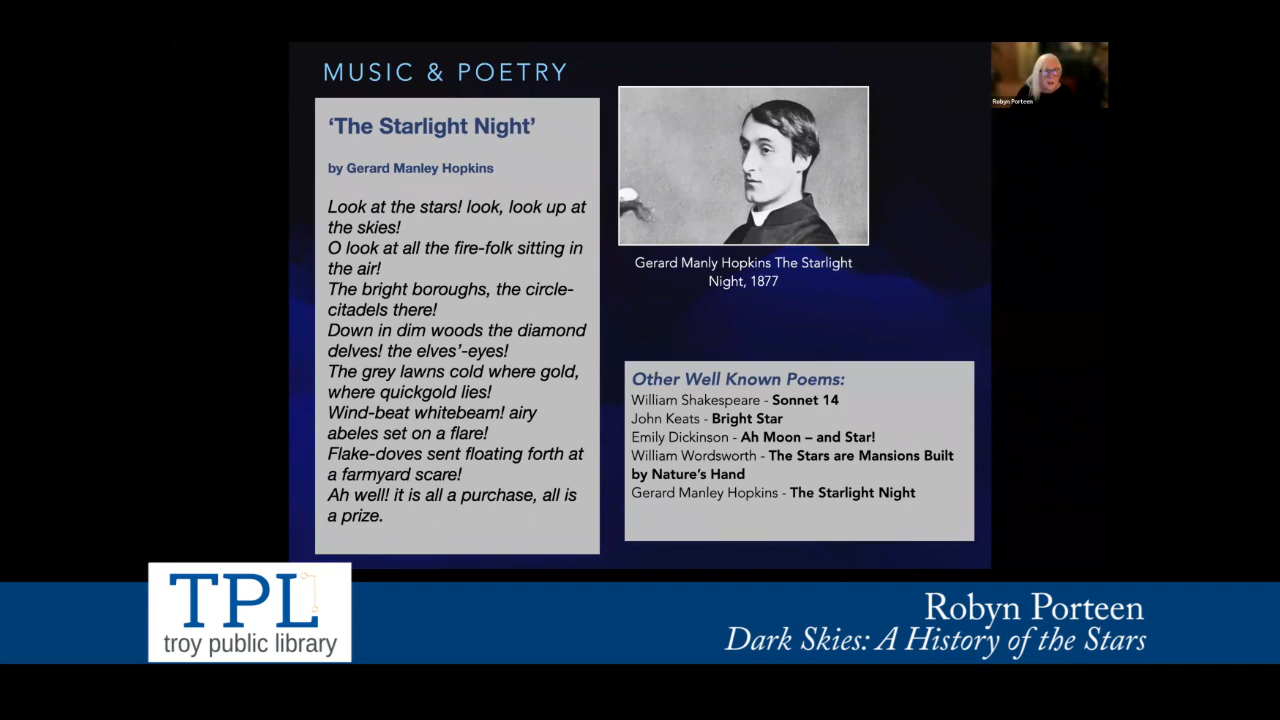 MUSIC & POETRY
‘The Starlight Night’
by Gerard Manley Hopkins
Look at the stars! look, look up at
the skies!
O look at all the fire-folk sitting in
the air!
The bright boroughs, the circle-
citadels there!
Down in dim woods the diamond
delves! the elves’-eyes!
The grey lawns cold where gold,
where quickgold lies!
Wind-beat whitebeam! airy
abeles set on a flare!
Flake-doves sent floating forth at
a farmyard scare!
Ah well! it is all a purchase, all is
a prize.
Gerard Manly Hopkins The Starlight
Night, 1877
Other Well Known Poems:
William Shakespeare - Sonnet 14
John Keats - Bright Star
Emily Dickinson - Ah Moon – and Star!
William Wordsworth - The Stars are Mansions Built
by Nature's Hand
Gerard Manley Hopkins - The Starlight Night
Robyn Porteen
TPL
troy public library
Robyn Porteen
Dark Skies: A History of the Stars